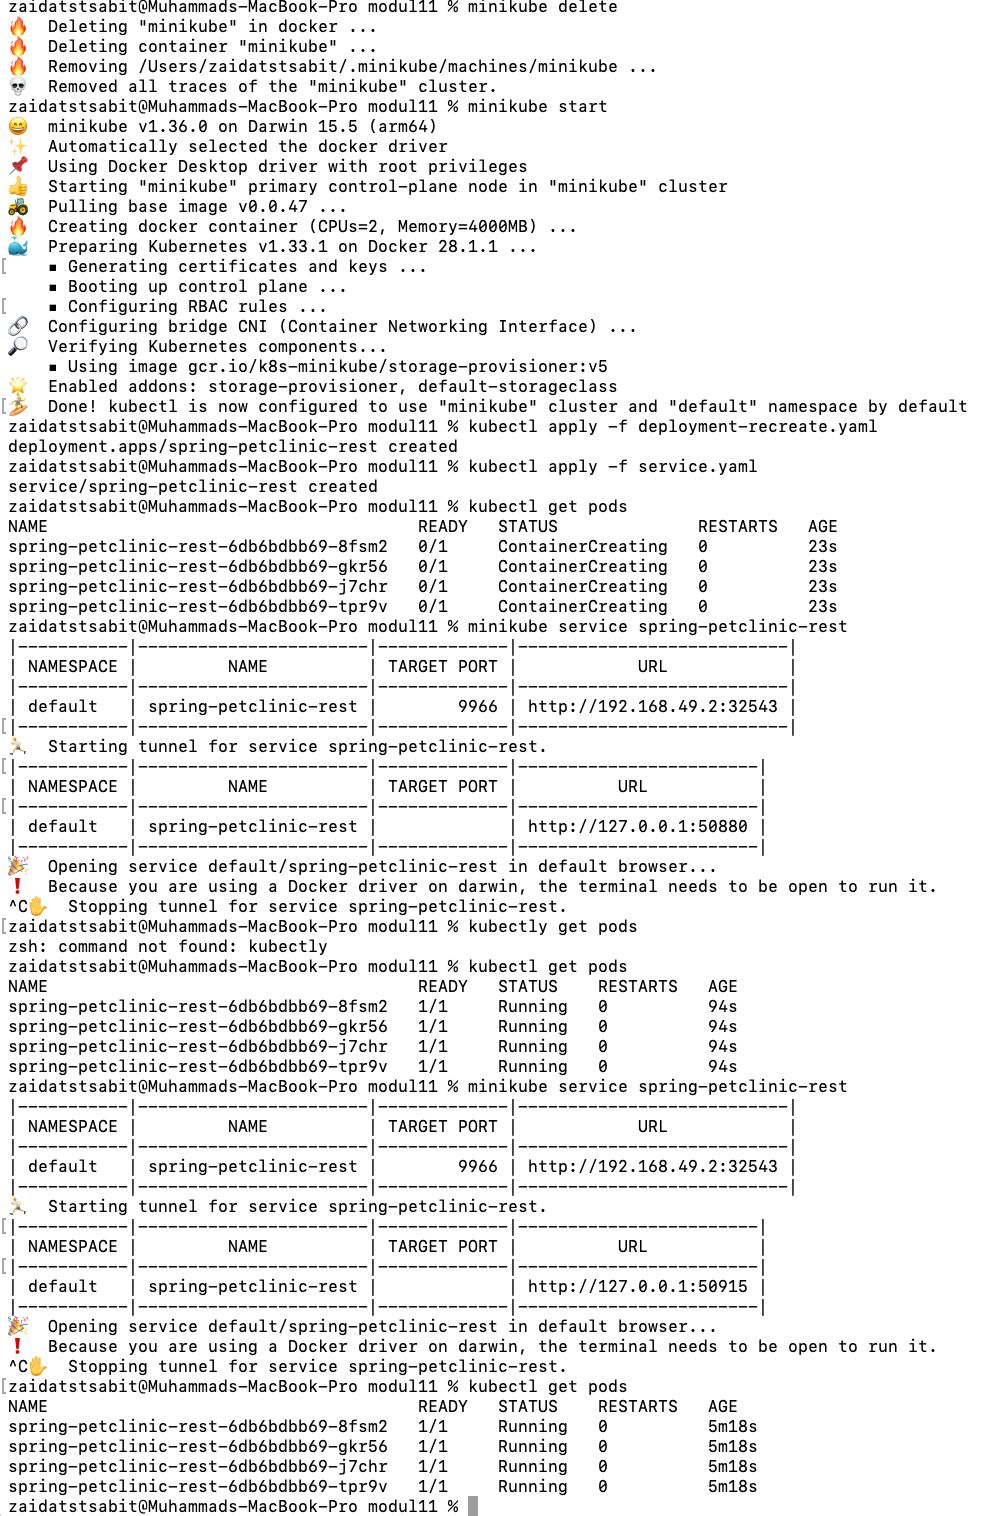 zaidatstsabit@Muhammads-MacBook-Pro modul11 % minikube delete
🔥  Deleting "minikube" in docker ...
🔥  Deleting container "minikube" ...
🔥  Removing /Users/zaidatstsabit/.minikube/machines/minikube ...
💀  Removed all traces of the "minikube" cluster.
zaidatstsabit@Muhammads-MacBook-Pro modul11 % minikube start
😄  minikube v1.36.0 on Darwin 15.5 (arm64)
✨  Automatically selected the docker driver
📌  Using Docker Desktop driver with root privileges
👍  Starting "minikube" primary control-plane node in "minikube" cluster
🚜  Pulling base image v0.0.47 ...
🔥  Creating docker container (CPUs=2, Memory=4000MB) ...
🐳  Preparing Kubernetes v1.33.1 on Docker 28.1.1 ...
[    ▪ Generating certificates and keys ...
    ▪ Booting up control plane ...
[    ▪ Configuring RBAC rules ...
🔗  Configuring bridge CNI (Container Networking Interface) ...
🔎  Verifying Kubernetes components...
    ▪ Using image gcr.io/k8s-minikube/storage-provisioner:v5
🌟  Enabled addons: storage-provisioner, default-storageclass
[🏄  Done! kubectl is now configured to use "minikube" cluster and "default" namespace by default
zaidatstsabit@Muhammads-MacBook-Pro modul11 % kubectl apply -f deployment-recreate.yaml
deployment.apps/spring-petclinic-rest created
zaidatstsabit@Muhammads-MacBook-Pro modul11 % kubectl apply -f service.yaml
service/spring-petclinic-rest created
zaidatstsabit@Muhammads-MacBook-Pro modul11 % kubectl get pods
NAME                                     READY   STATUS              RESTARTS   AGE
spring-petclinic-rest-6db6bdbb69-8fsm2   0/1     ContainerCreating   0          23s
spring-petclinic-rest-6db6bdbb69-gkr56   0/1     ContainerCreating   0          23s
spring-petclinic-rest-6db6bdbb69-j7chr   0/1     ContainerCreating   0          23s
spring-petclinic-rest-6db6bdbb69-tpr9v   0/1     ContainerCreating   0          23s
zaidatstsabit@Muhammads-MacBook-Pro modul11 % minikube service spring-petclinic-rest
|-----------|-----------------------|-------------|---------------------------|
| NAMESPACE |         NAME          | TARGET PORT |            URL            |
|-----------|-----------------------|-------------|---------------------------|
| default   | spring-petclinic-rest |        9966 | http://192.168.49.2:32543 |
[|-----------|-----------------------|-------------|---------------------------|
🏃  Starting tunnel for service spring-petclinic-rest.
[|-----------|-----------------------|-------------|------------------------|
| NAMESPACE |         NAME          | TARGET PORT |          URL           |
[|-----------|-----------------------|-------------|------------------------|
| default   | spring-petclinic-rest |             | http://127.0.0.1:50880 |
|-----------|-----------------------|-------------|------------------------|
🎉  Opening service default/spring-petclinic-rest in default browser...
❗  Because you are using a Docker driver on darwin, the terminal needs to be open to run it.
^C✋  Stopping tunnel for service spring-petclinic-rest.
[zaidatstsabit@Muhammads-MacBook-Pro modul11 % kubectly get pods
zsh: command not found: kubectly
zaidatstsabit@Muhammads-MacBook-Pro modul11 % kubectl get pods
NAME                                     READY   STATUS    RESTARTS   AGE
spring-petclinic-rest-6db6bdbb69-8fsm2   1/1     Running   0          94s
spring-petclinic-rest-6db6bdbb69-gkr56   1/1     Running   0          94s
spring-petclinic-rest-6db6bdbb69-j7chr   1/1     Running   0          94s
spring-petclinic-rest-6db6bdbb69-tpr9v   1/1     Running   0          94s
zaidatstsabit@Muhammads-MacBook-Pro modul11 % minikube service spring-petclinic-rest
|-----------|-----------------------|-------------|---------------------------|
| NAMESPACE |         NAME          | TARGET PORT |            URL            |
|-----------|-----------------------|-------------|---------------------------|
| default   | spring-petclinic-rest |        9966 | http://192.168.49.2:32543 |
|-----------|-----------------------|-------------|---------------------------|
🏃  Starting tunnel for service spring-petclinic-rest.
[|-----------|-----------------------|-------------|------------------------|
| NAMESPACE |         NAME          | TARGET PORT |          URL           |
[|-----------|-----------------------|-------------|------------------------|
| default   | spring-petclinic-rest |             | http://127.0.0.1:50915 |
|-----------|-----------------------|-------------|------------------------|
🎉  Opening service default/spring-petclinic-rest in default browser...
❗  Because you are using a Docker driver on darwin, the terminal needs to be open to run it.
^C✋  Stopping tunnel for service spring-petclinic-rest.
[zaidatstsabit@Muhammads-MacBook-Pro modul11 % kubectl get pods
NAME                                     READY   STATUS    RESTARTS   AGE
spring-petclinic-rest-6db6bdbb69-8fsm2   1/1     Running   0          5m18s
spring-petclinic-rest-6db6bdbb69-gkr56   1/1     Running   0          5m18s
spring-petclinic-rest-6db6bdbb69-j7chr   1/1     Running   0          5m18s
spring-petclinic-rest-6db6bdbb69-tpr9v   1/1     Running   0          5m18s
zaidatstsabit@Muhammads-MacBook-Pro modul11 %